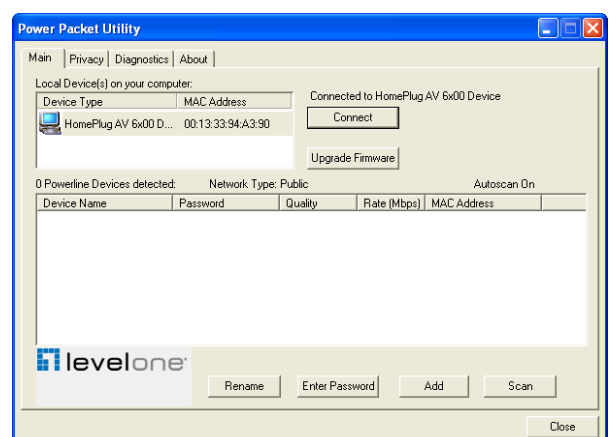 Power Packet Utility
Main Privacy Diagnostics About
Local Device(s) on your computer:
Device Type MAC Address
HomePlug AV 6x00 D... 00:13:33:94:A3:90
Connected to HomePlug AV 6x00 Device
Connect
Upgrade Firmware
0 Powerline Devices detected: Network Type: Public Autoscan On
Device Name Password Quality Rate (Mbps) MAC Address
levelone
Rename Enter Password Add Scan
Close